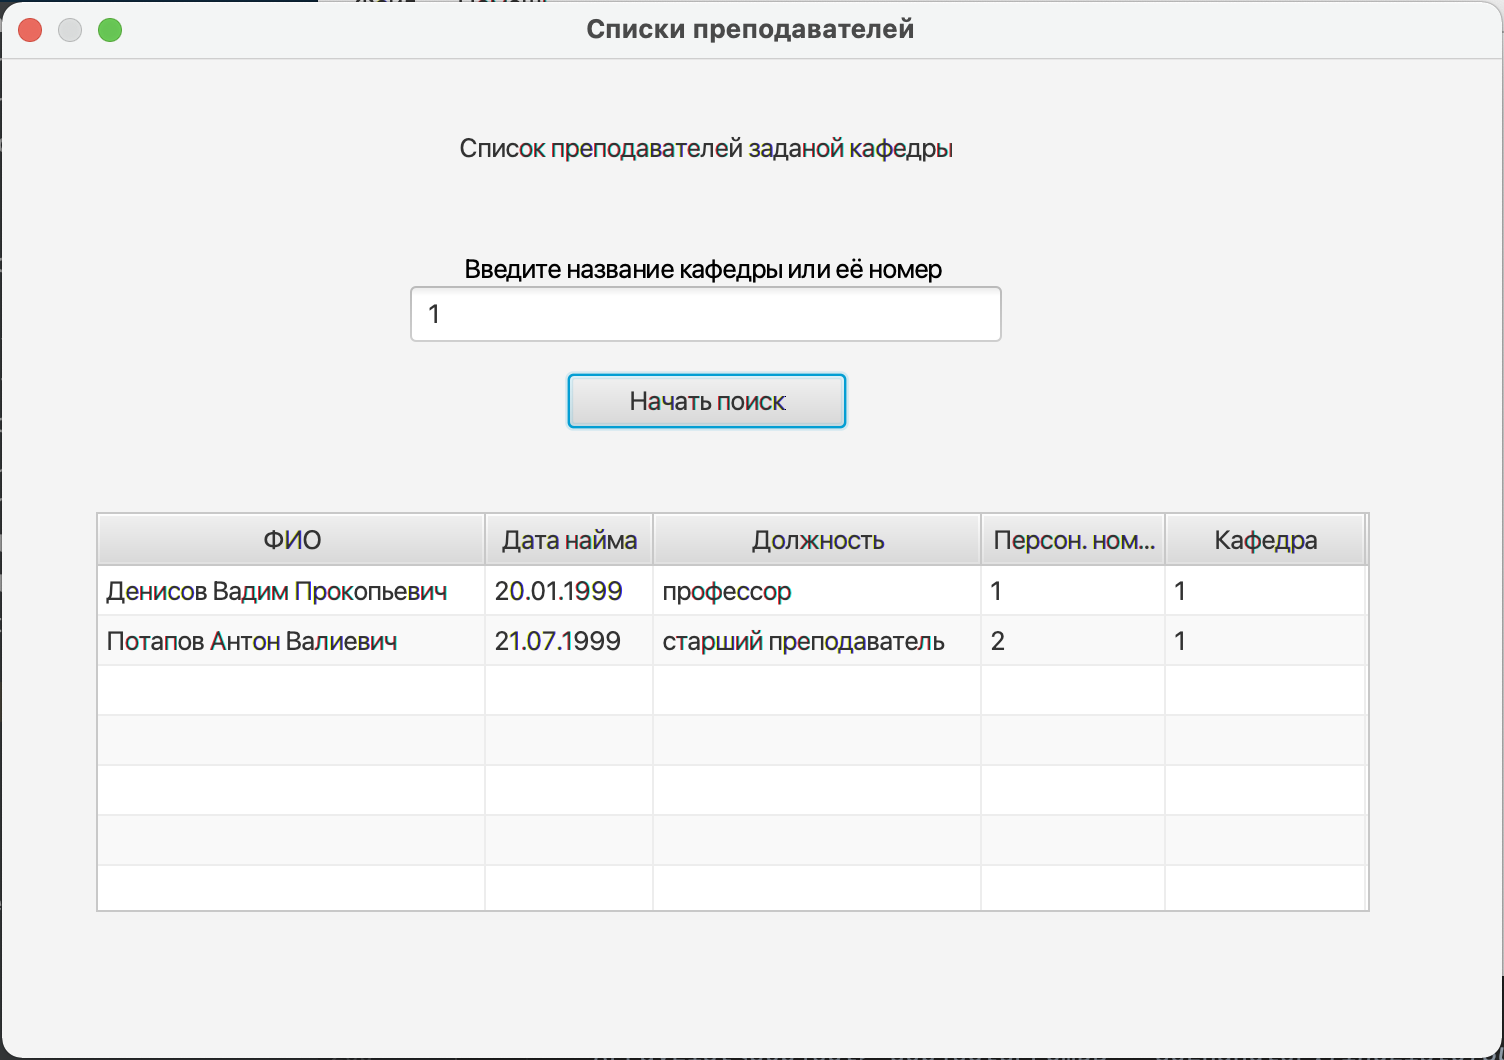 Списки преподавателей
Список преподавателей заданой кафедры
Введите название кафедры или её номер
1
Начать поиск
ФИО Дата найма Должность Персон. ном... Кафедра
Денисов Вадим Прокопьевич 20.01.1999 профессор 1 1
Потапов Антон Валиевич 21.07.1999 старший преподаватель 2 1